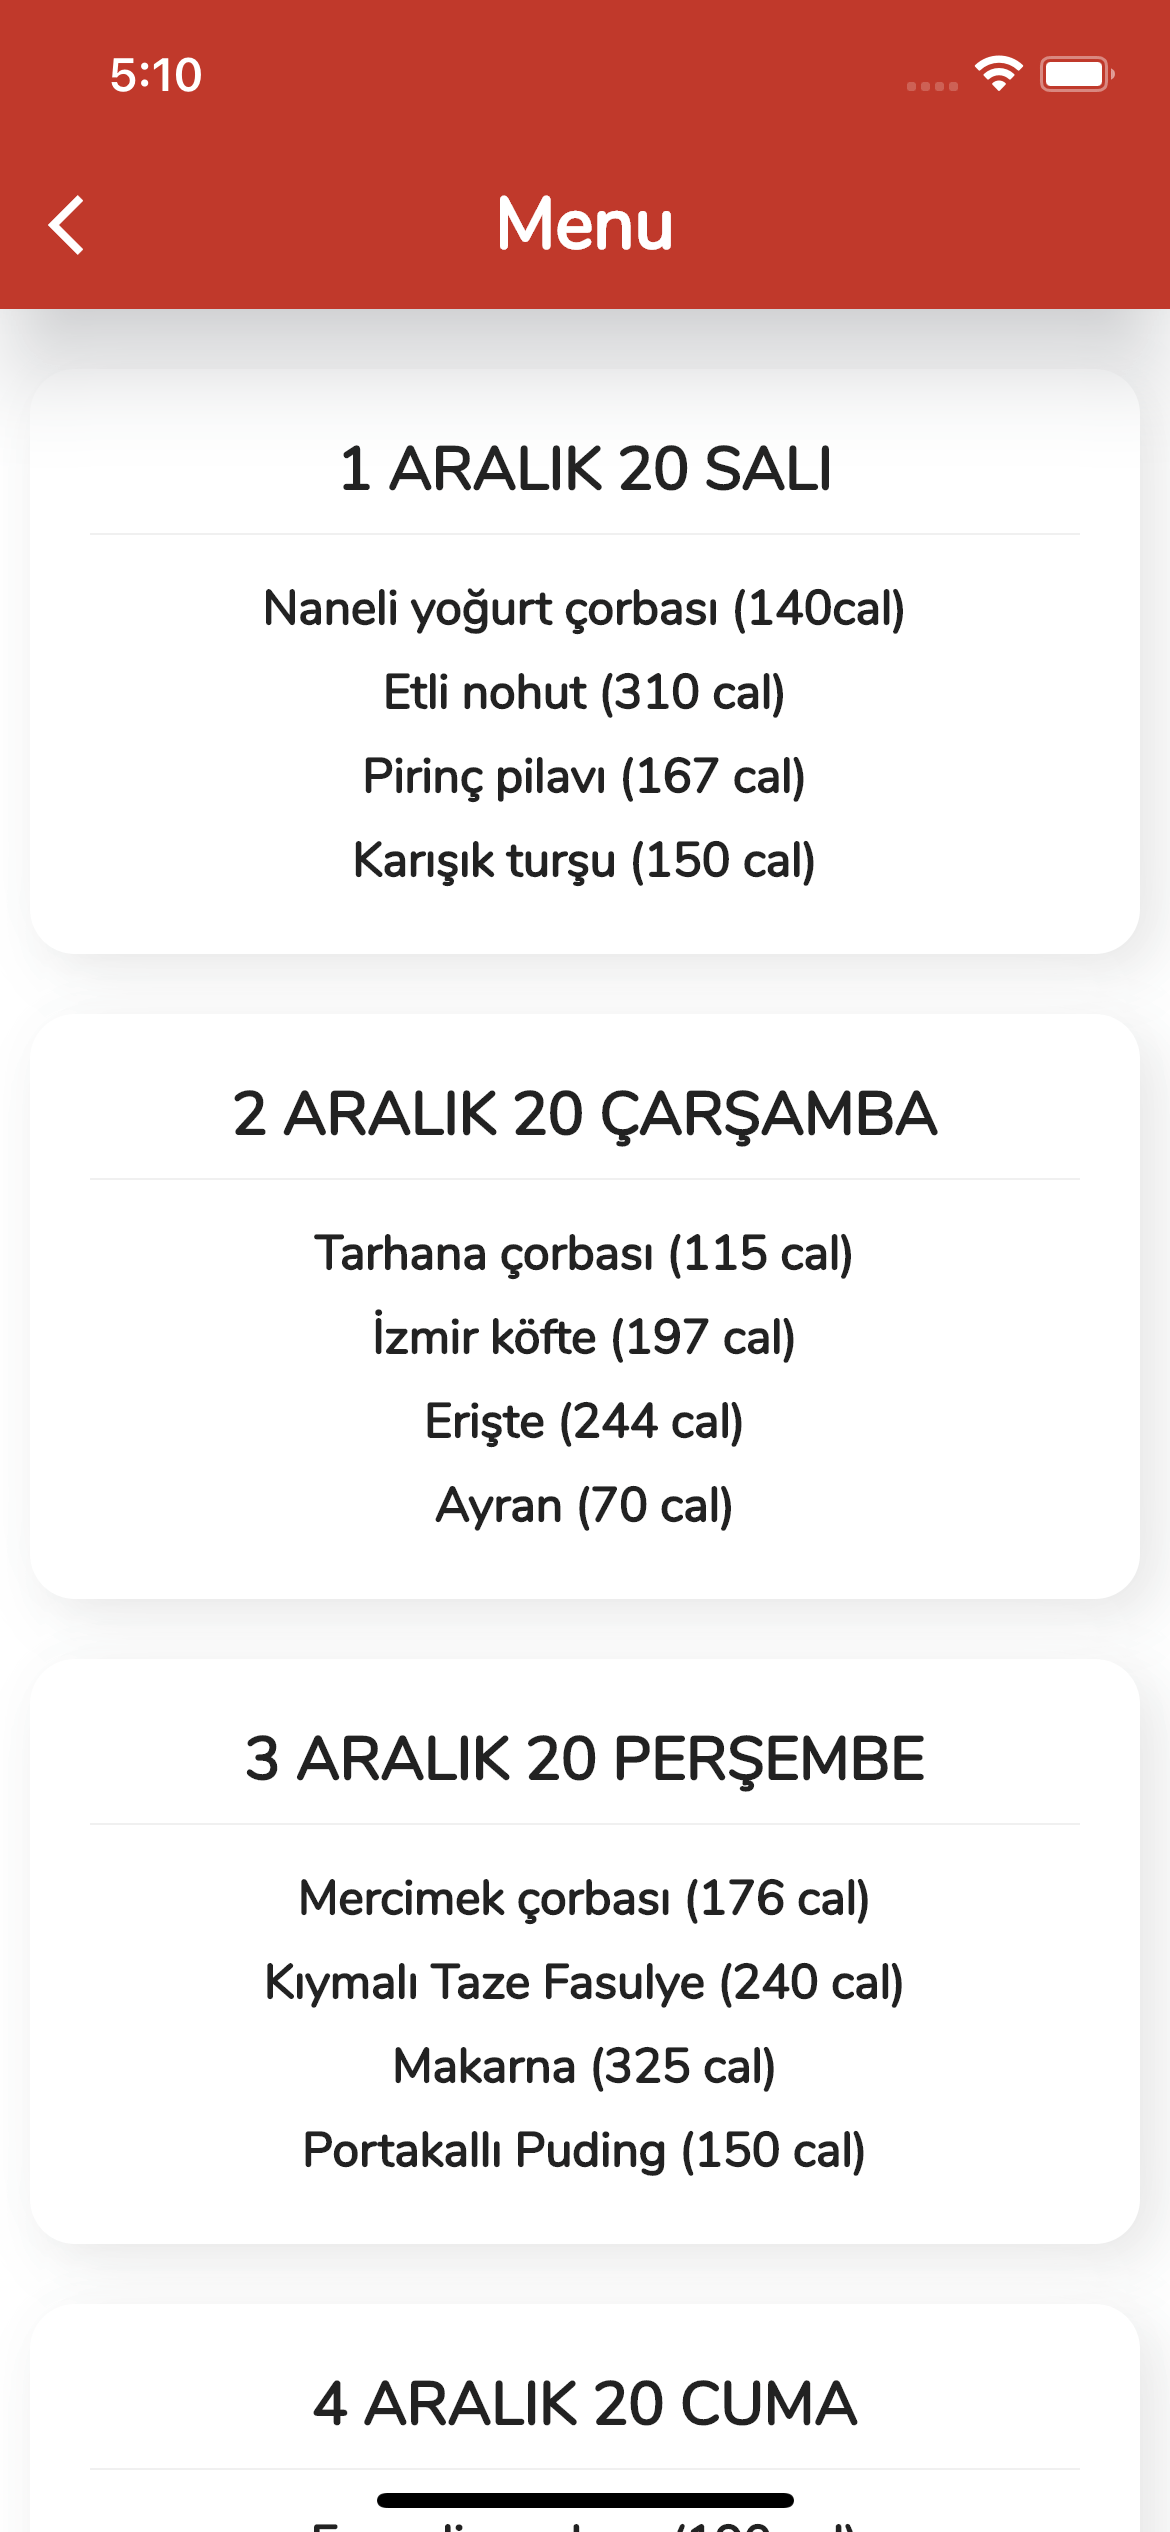 5:10
Menu
1 ARALIK 20 SALI
Naneli yoğurt çorbası (140cal)
Etli nohut (310 cal)
Pirinç pilavı (167 cal)
Karışık turşu (150 cal)
2 ARALIK 20 ÇARŞAMBA
Tarhana çorbası (115 cal)
İzmir köfte (197 cal)
Erişte (244 cal)
Ayran (70 cal)
3 ARALIK 20 PERŞEMBE
Mercimek çorbası (176 cal)
Kıymalı Taze Fasulye (240 cal)
Makarna (325 cal)
Portakallı Puding (150 cal)
4 ARALIK 20 CUMA